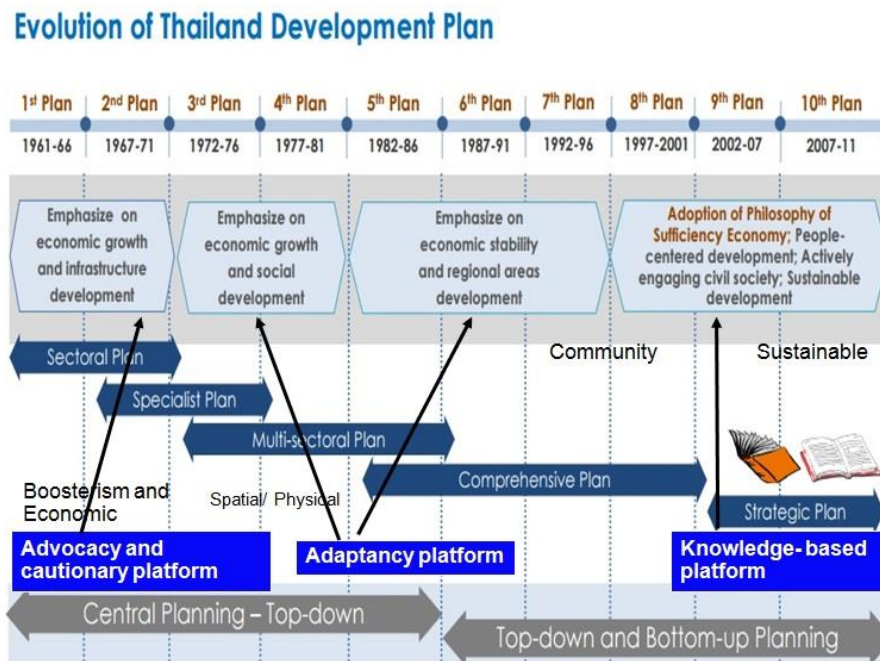 Evolution of Thailand Development Plan
1st Plan 2nd Plan 3rd Plan 4th Plan 5th Plan 6th Plan 7th Plan 8th Plan 9th Plan 10th Plan
1961-66 1967-71 1972-76 1977-81 1982-86 1987-91 1992-96 1997-2001 2002-07 2007-11
Emphasize on
economic growth
and infrastructure
development
Emphasize on
economic growth
and social
development
Emphasize on
economic stability
and regional areas
development
Adoption of Philosophy of
Sufficiency Economy; People-
centered development; Actively
engaging civil society; Sustainable
development
Community
Sustainable
Sectoral Plan
Specialist Plan
Multi-sectoral Plan
Comprehensive Plan
Strategic Plan
Boosterism and
Economic
Spatial/ Physical
Advocacy and
cautionary platform
Adaptancy platform
Knowledge- based
platform
Central Planning – Top-down
Top-down and Bottom-up Planning